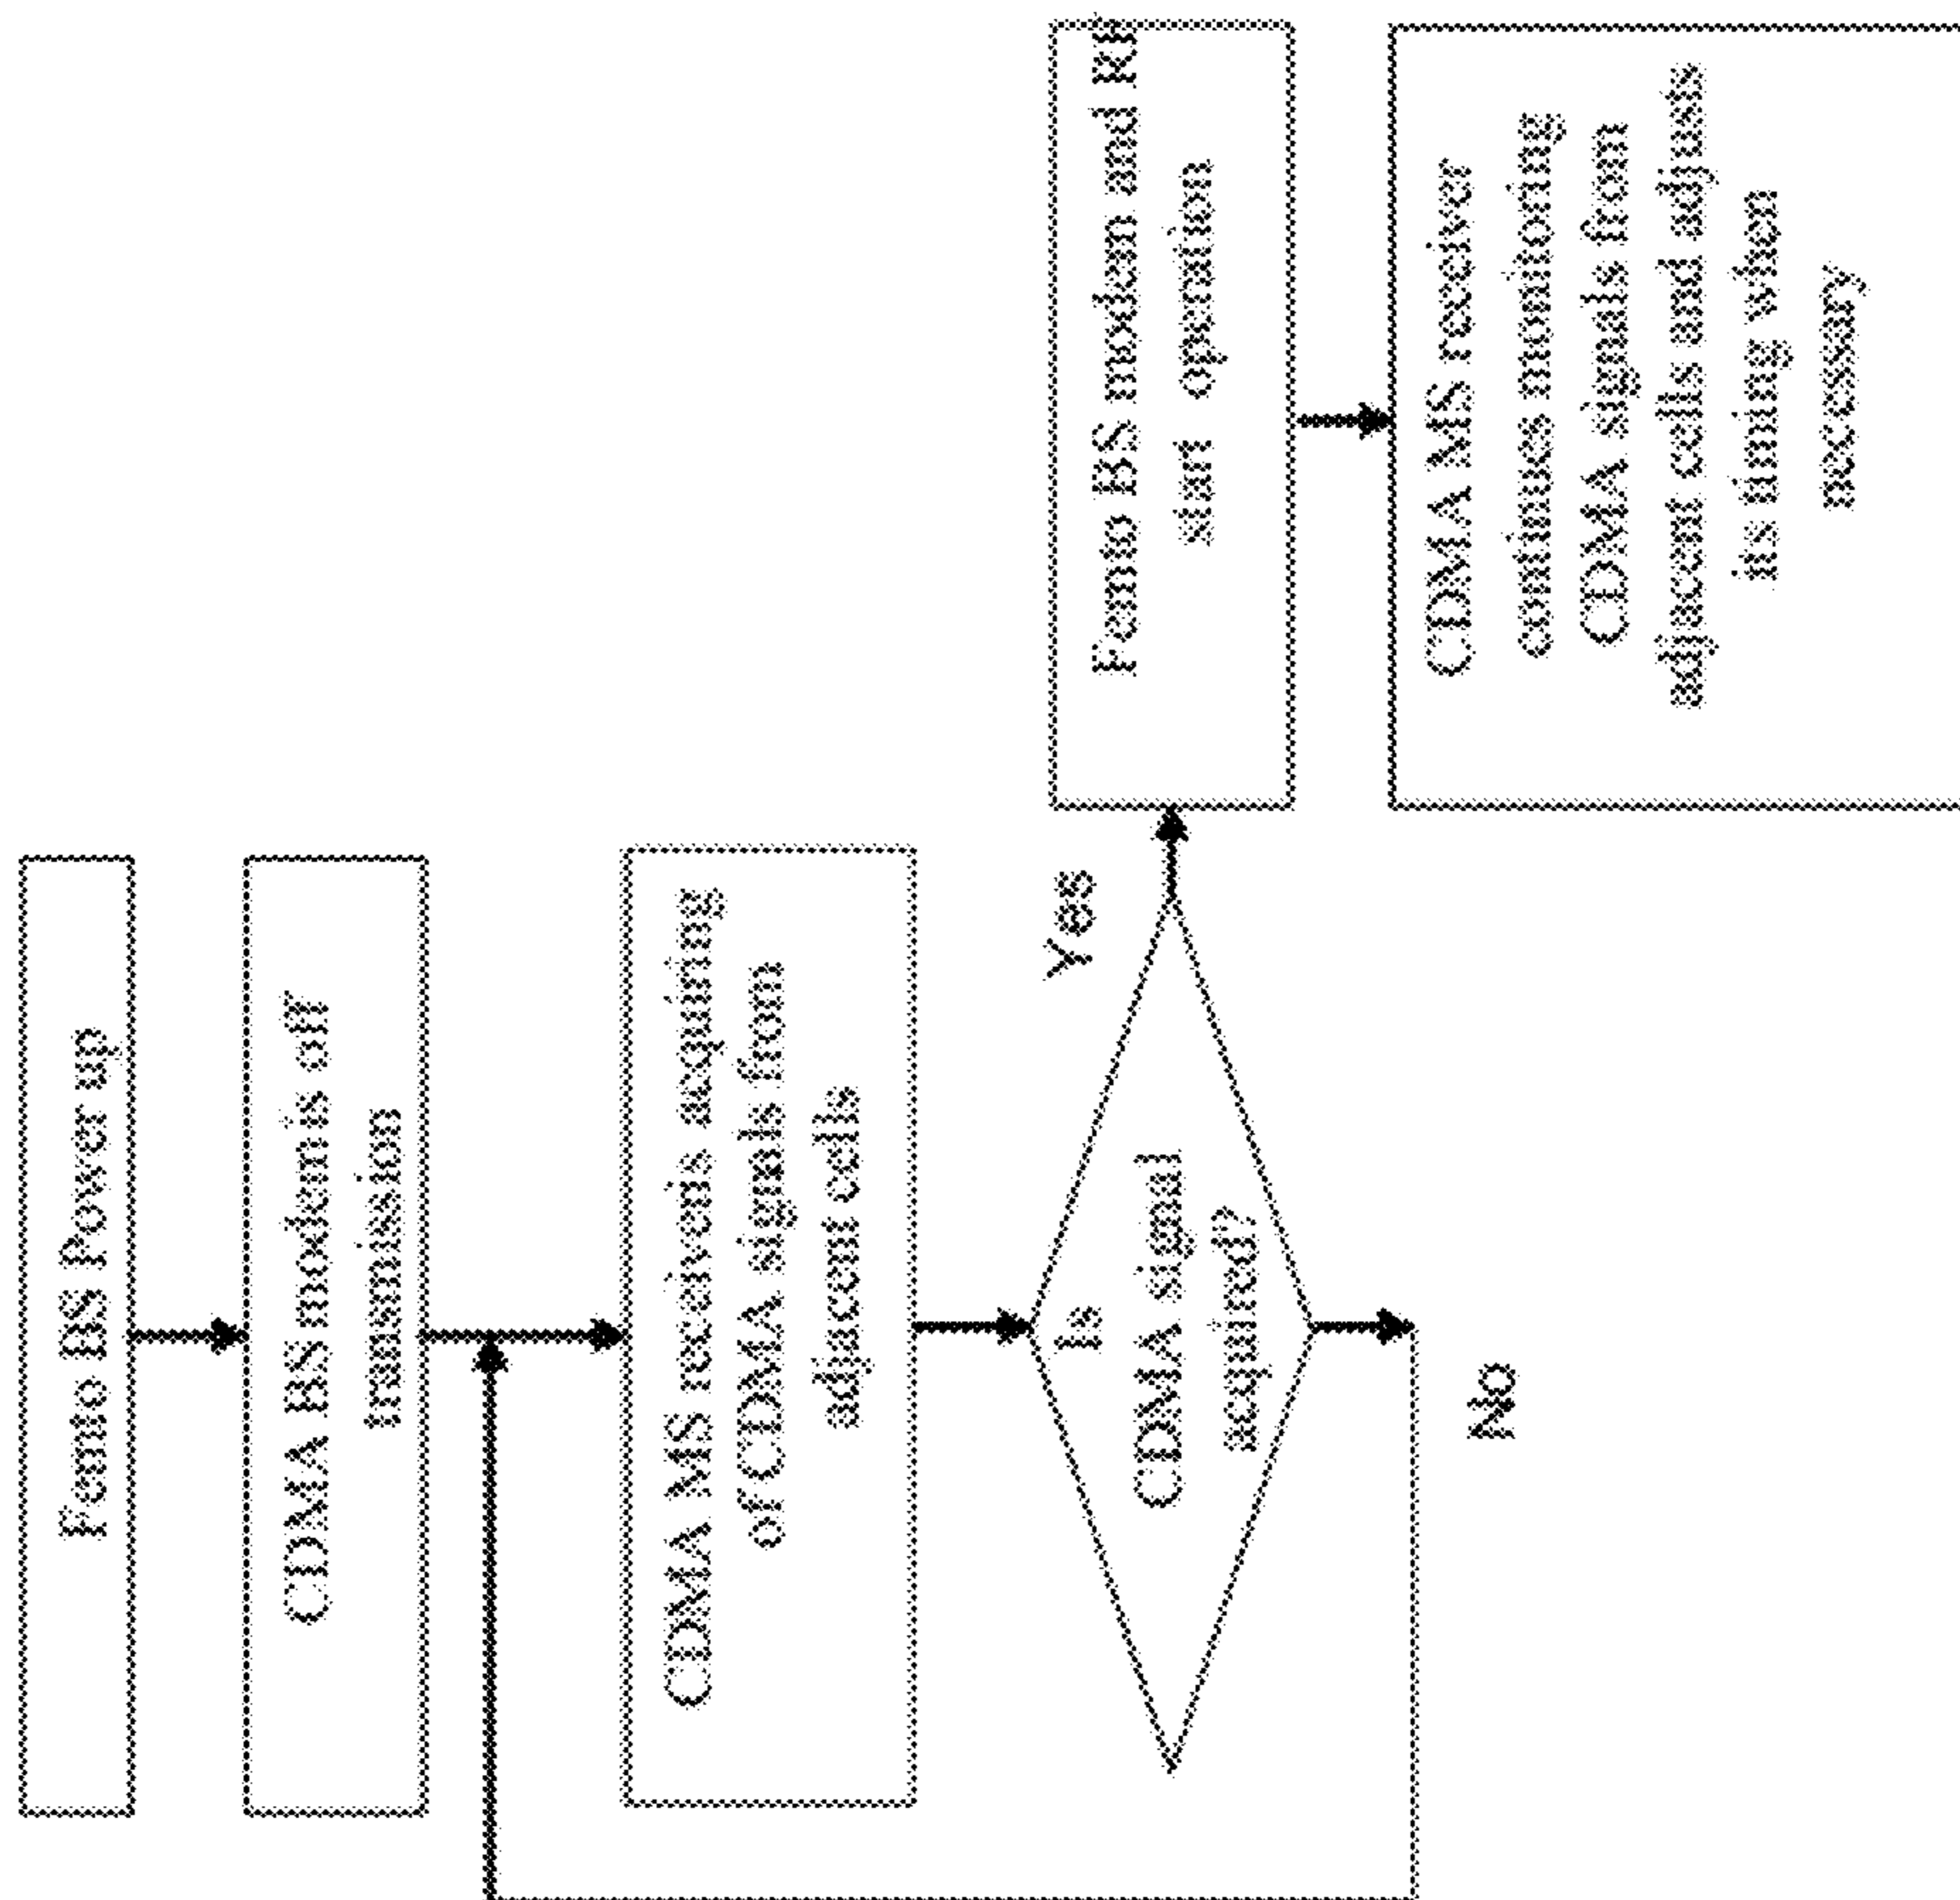 Femto BS Power up
CDMA BS modem is off
transmission
CDMA MS receivers acquring
of CDMA signals from
adjacent cells
Is
CDMA signal
acquired?
Yes
No
Femto BS modem and RF
start operation
CDMA MS receiver
continues monitoring
CDMA signals from
adjacent cells and adjusts
its timing when
necessary